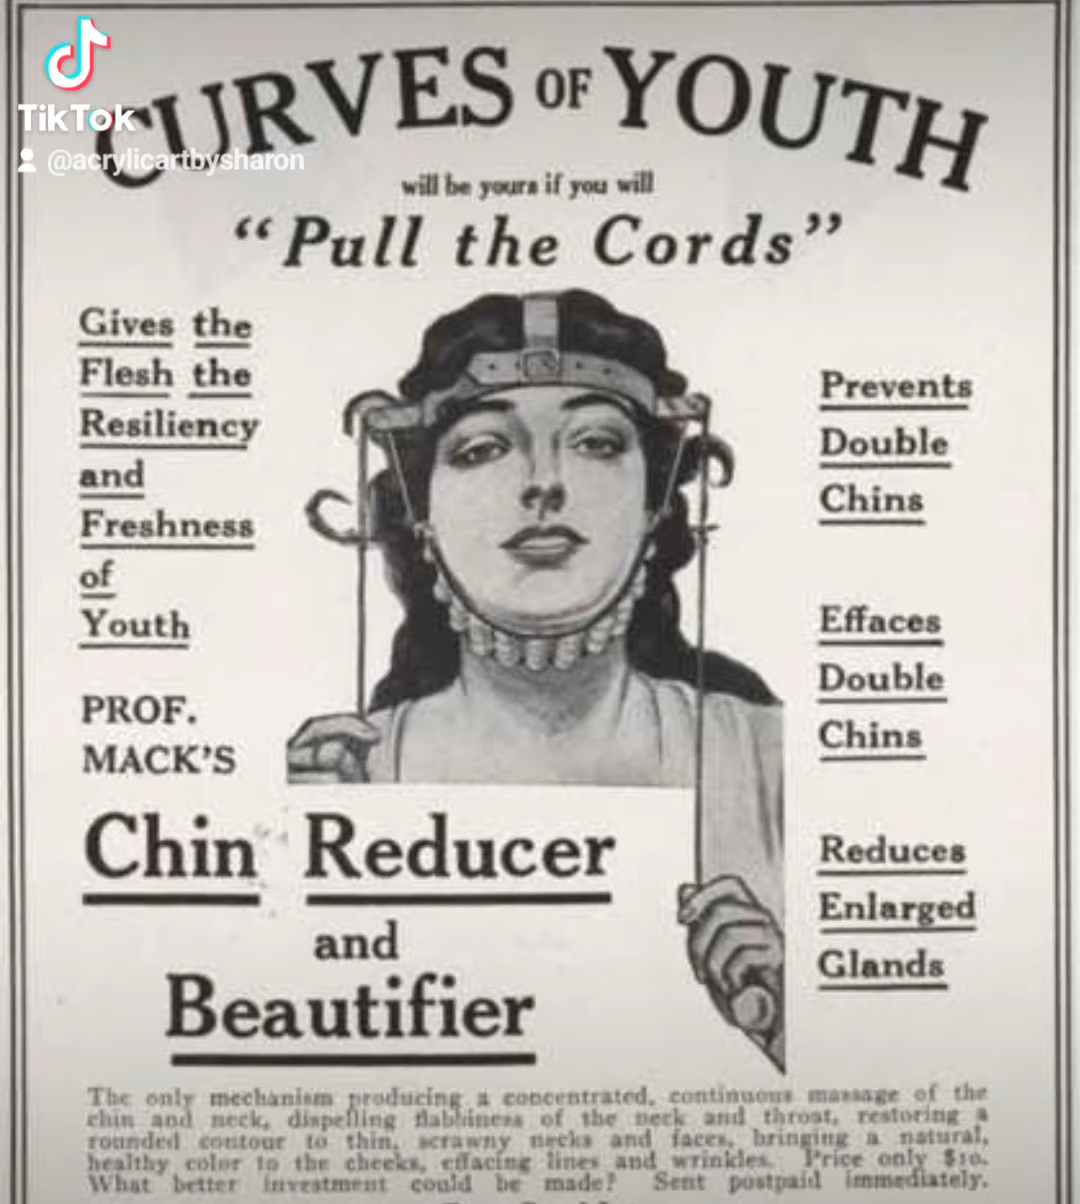 TikTok
@acrylicartbysharon
CURVES OF YOUTH
will be yours if you will
"Pull the Cords"
Gives the
Flesh the
Resiliency
and
Freshness
of
Youth
PROF.
MACK'S
Prevents
Double
Chins
Effaces
Double
Chins
Reduces
Enlarged
Glands
Chin Reducer
and
Beautifier
The only mechanism producing a concentrated, continuous massage of the
chin and neck, dispelling flabbiness of the neck and throat, restoring a
rounded contour to thin, scrawny necks and faces, bringing a natural,
healthy color to the cheeks, effacing lines and wrinkles. Price only $10.
What better investment could be made? Sent postpaid immediately.